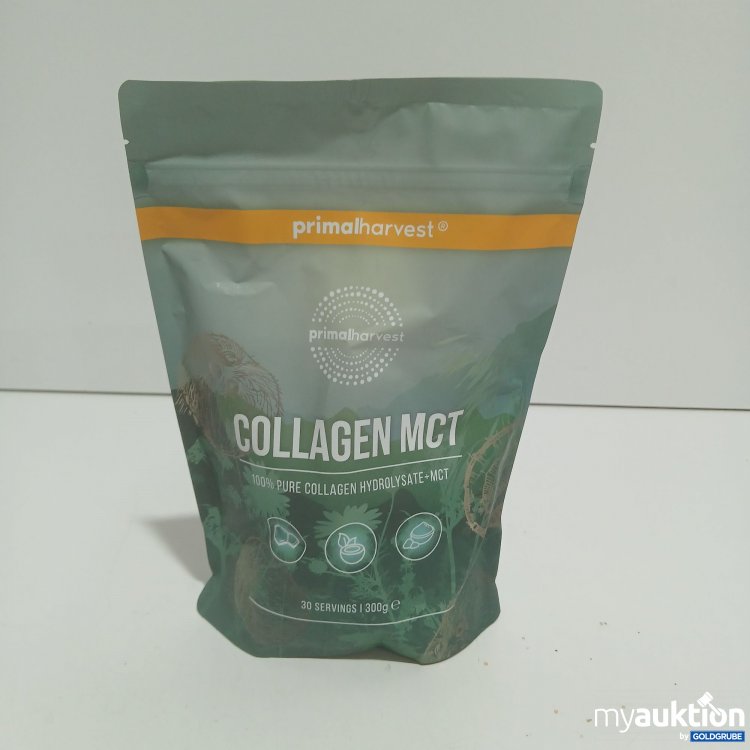 primalharvest®
primalharvest
COLLAGEN MCT
100% PURE COLLAGEN HYDROLYSATE+MCT
30 SERVINGS | 300g ℮
myauktion
by GOLDGRUBE